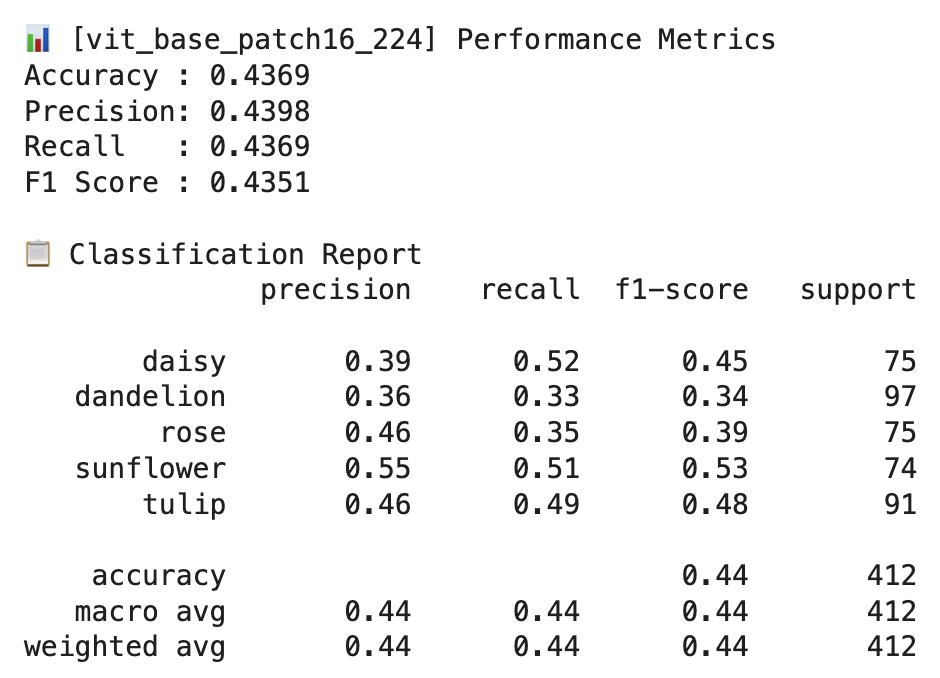 📊 [vit_base_patch16_224] Performance Metrics
Accuracy : 0.4369
Precision: 0.4398
Recall   : 0.4369
F1 Score : 0.4351
📋 Classification Report
              precision    recall  f1-score   support
       daisy       0.39      0.52      0.45        75
   dandelion       0.36      0.33      0.34        97
        rose       0.46      0.35      0.39        75
   sunflower       0.55      0.51      0.53        74
       tulip       0.46      0.49      0.48        91
    accuracy                           0.44       412
   macro avg       0.44      0.44      0.44       412
weighted avg       0.44      0.44      0.44       412